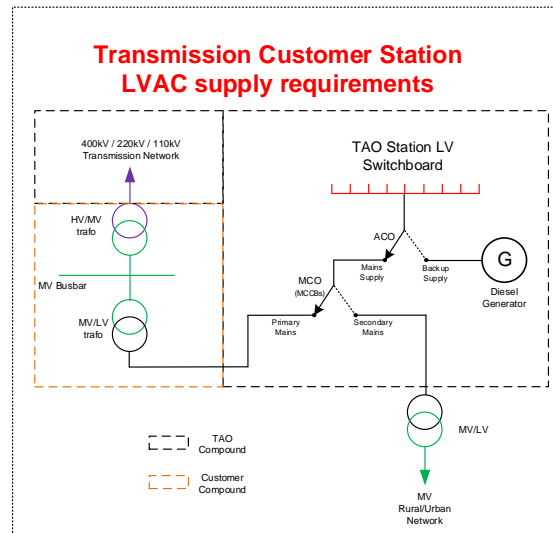 Transmission Customer Station
LVAC supply requirements
400kV / 220kV / 110kV
Transmission Network
TAO Station LV
Switchboard
HV/MV
trafo
ACO
G
Mains
Supply
Backup
Supply
Diesel
Generator
MV Busbar
MCO
(MCCBs)
MV/LV
trafo
Primary
Mains
Secondary
Mains
MV/LV
TAO
Compound
Customer
Compound
MV
Rural/Urban
Network